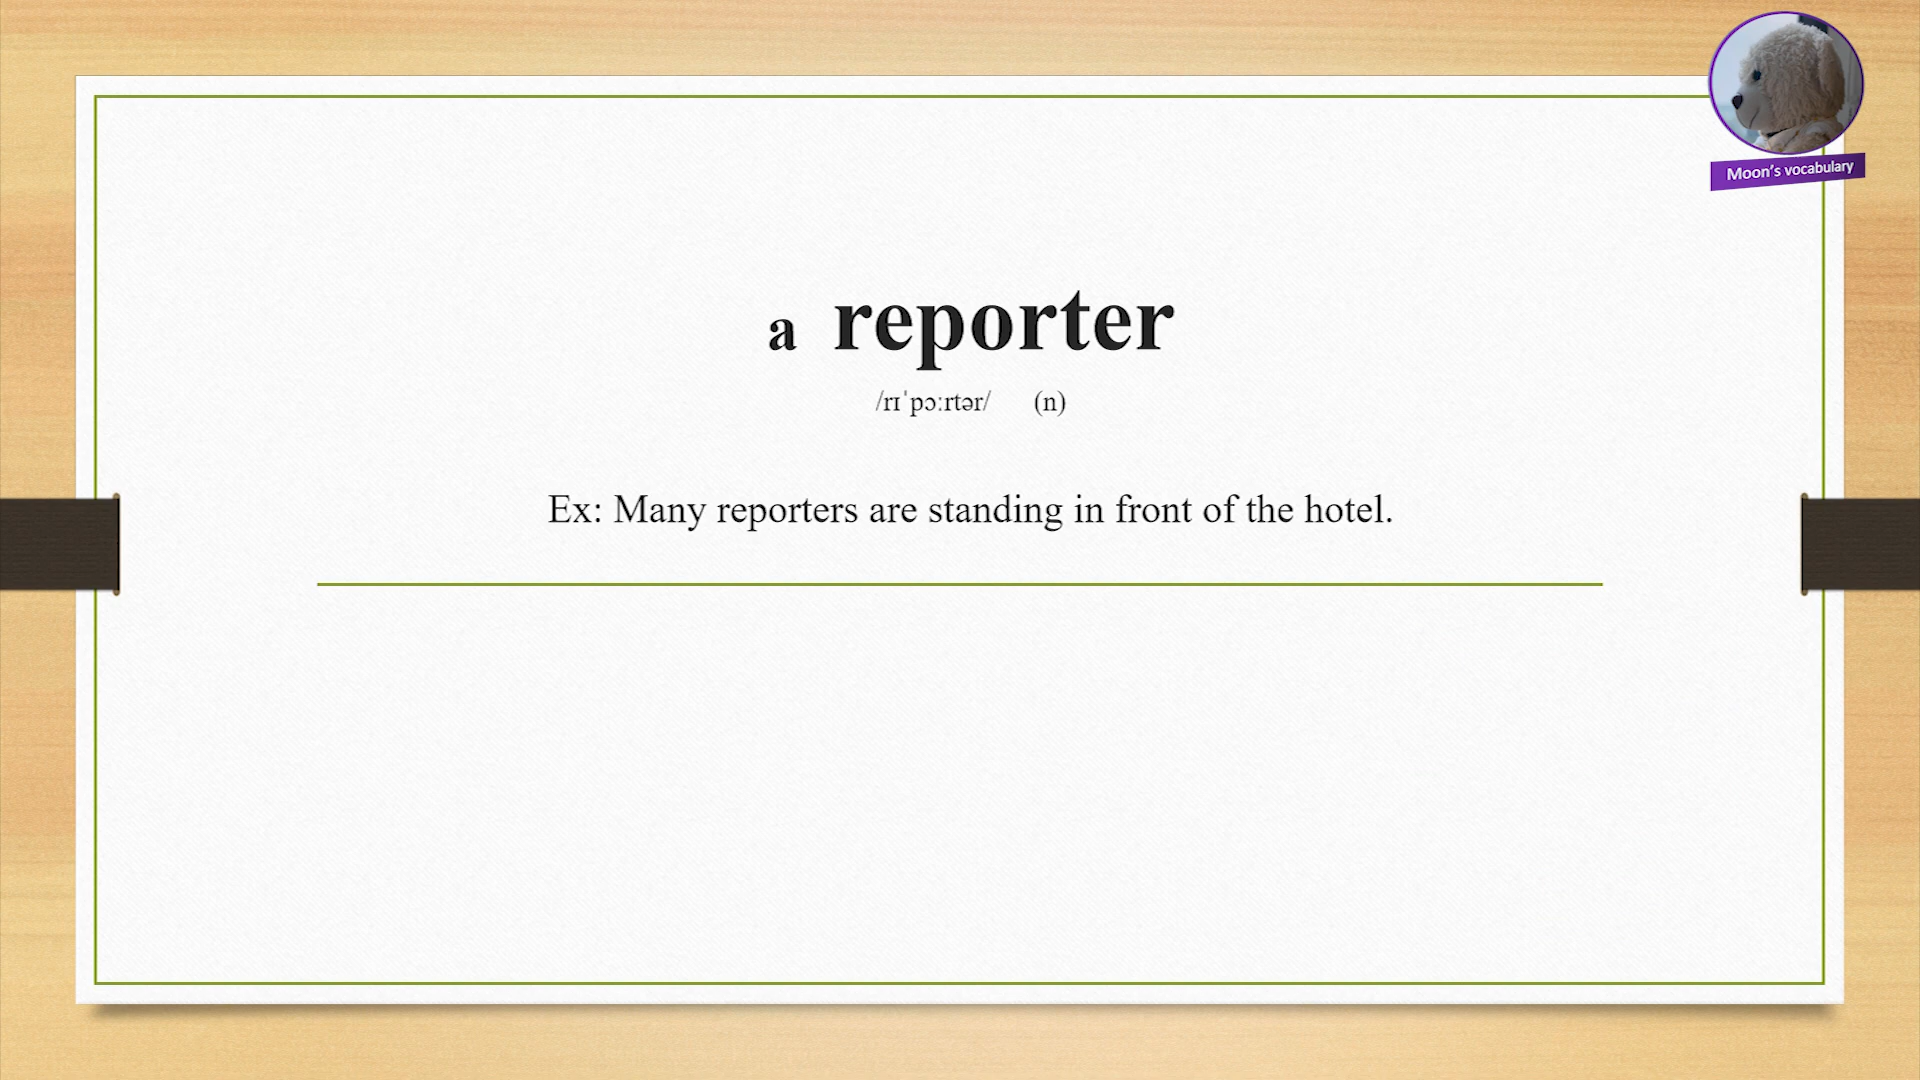 Moon's vocabulary
a reporter
/rɪˈpɔːrtər/ (n)
Ex: Many reporters are standing in front of the hotel.